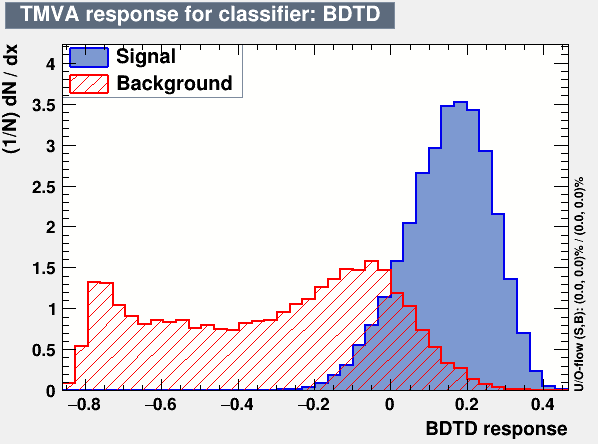 TMVA response for classifier: BDTD
(1/N) dN / dx
Signal
Background
4
3.5
3
2.5
2
1.5
1
0.5
0
−0.8 −0.6 −0.4 −0.2 0 0.2 0.4
BDTD response
U/O-flow (S,B): (0.0, 0.0)% / (0.0, 0.0)%